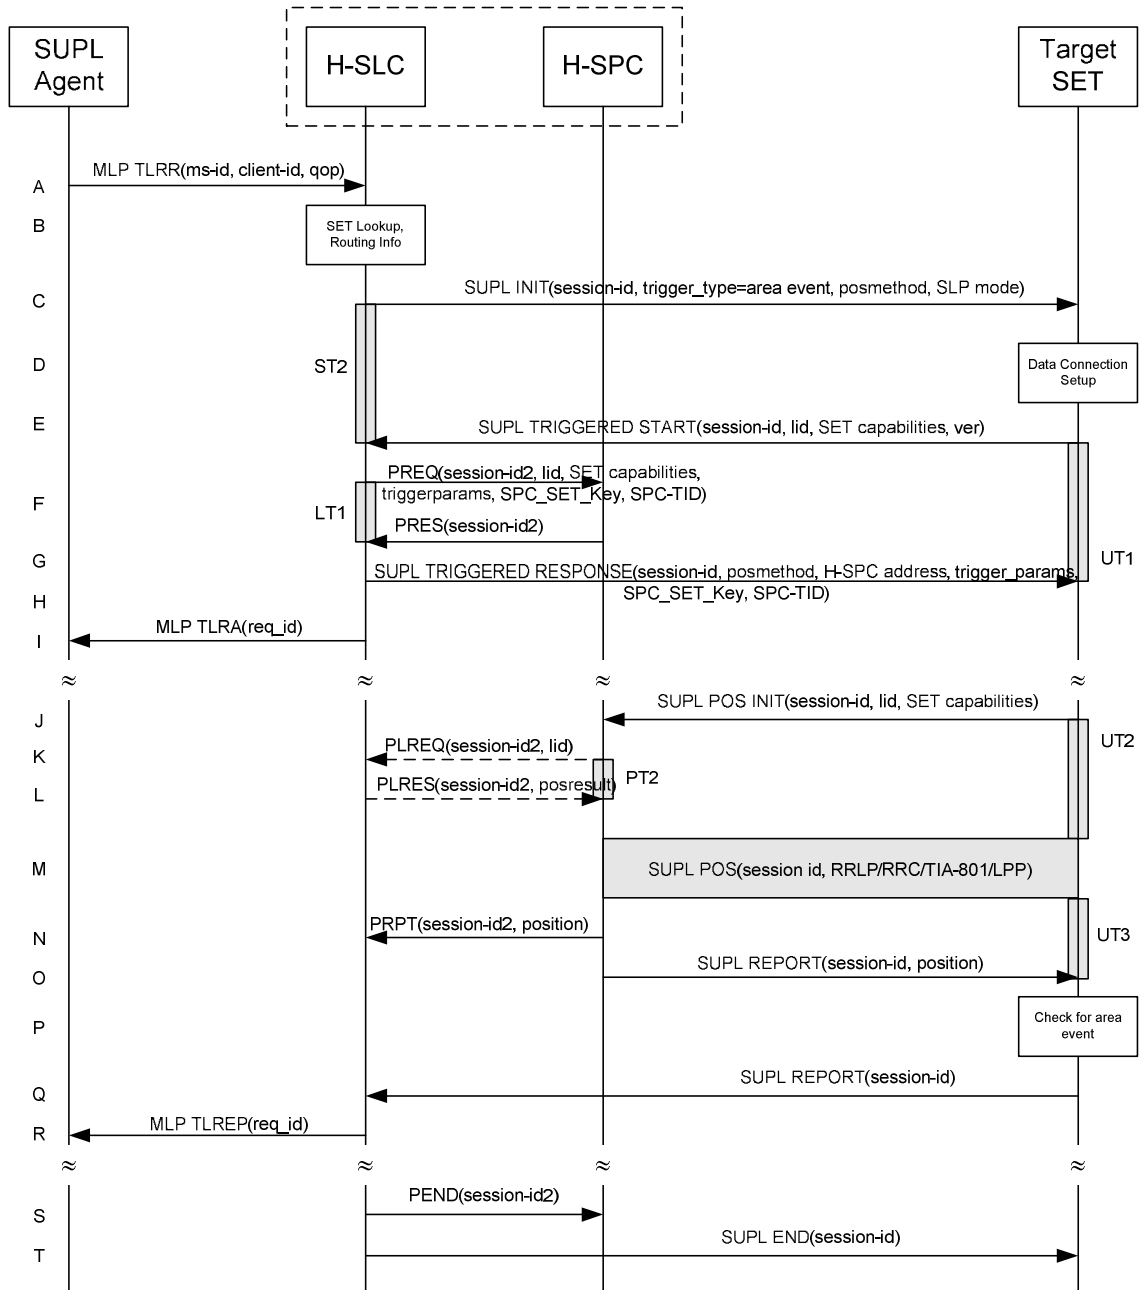 SUPL
Agent
H-SLC
H-SPC
Target
SET
MLP TLRR(ms-id, client-id, qop)
A
B
SET Lookup,
Routing Info
SUPL INIT(session-id, trigger_type=area event, posmethod, SLP mode)
C
D
ST2
Data Connection
Setup
E
SUPL TRIGGERED START(session-id, lid, SET capabilities, ver)
PREQ(session-id2, lid, SET capabilities,
triggerparams, SPC_SET_Key, SPC-TID)
F
LT1
PRES(session-id2)
G
UT1
SUPL TRIGGERED RESPONSE(session-id, posmethod, H-SPC address, trigger_params,
SPC_SET_Key, SPC-TID)
H
MLP TLRA(req_id)
I
≈ ≈ ≈ ≈
SUPL POS INIT(session-id, lid, SET capabilities)
J
UT2
PLREQ(session-id2, lid)
K
PT2
PLRES(session-id2, posresult)
L
M
SUPL POS(session id, RRLP/RRC/TIA-801/LPP)
PRPT(session-id2, position)
N
UT3
SUPL REPORT(session-id, position)
O
P
Check for area
event
SUPL REPORT(session-id)
Q
MLP TLREP(req_id)
R
≈ ≈ ≈ ≈
PEND(session-id2)
S
SUPL END(session-id)
T